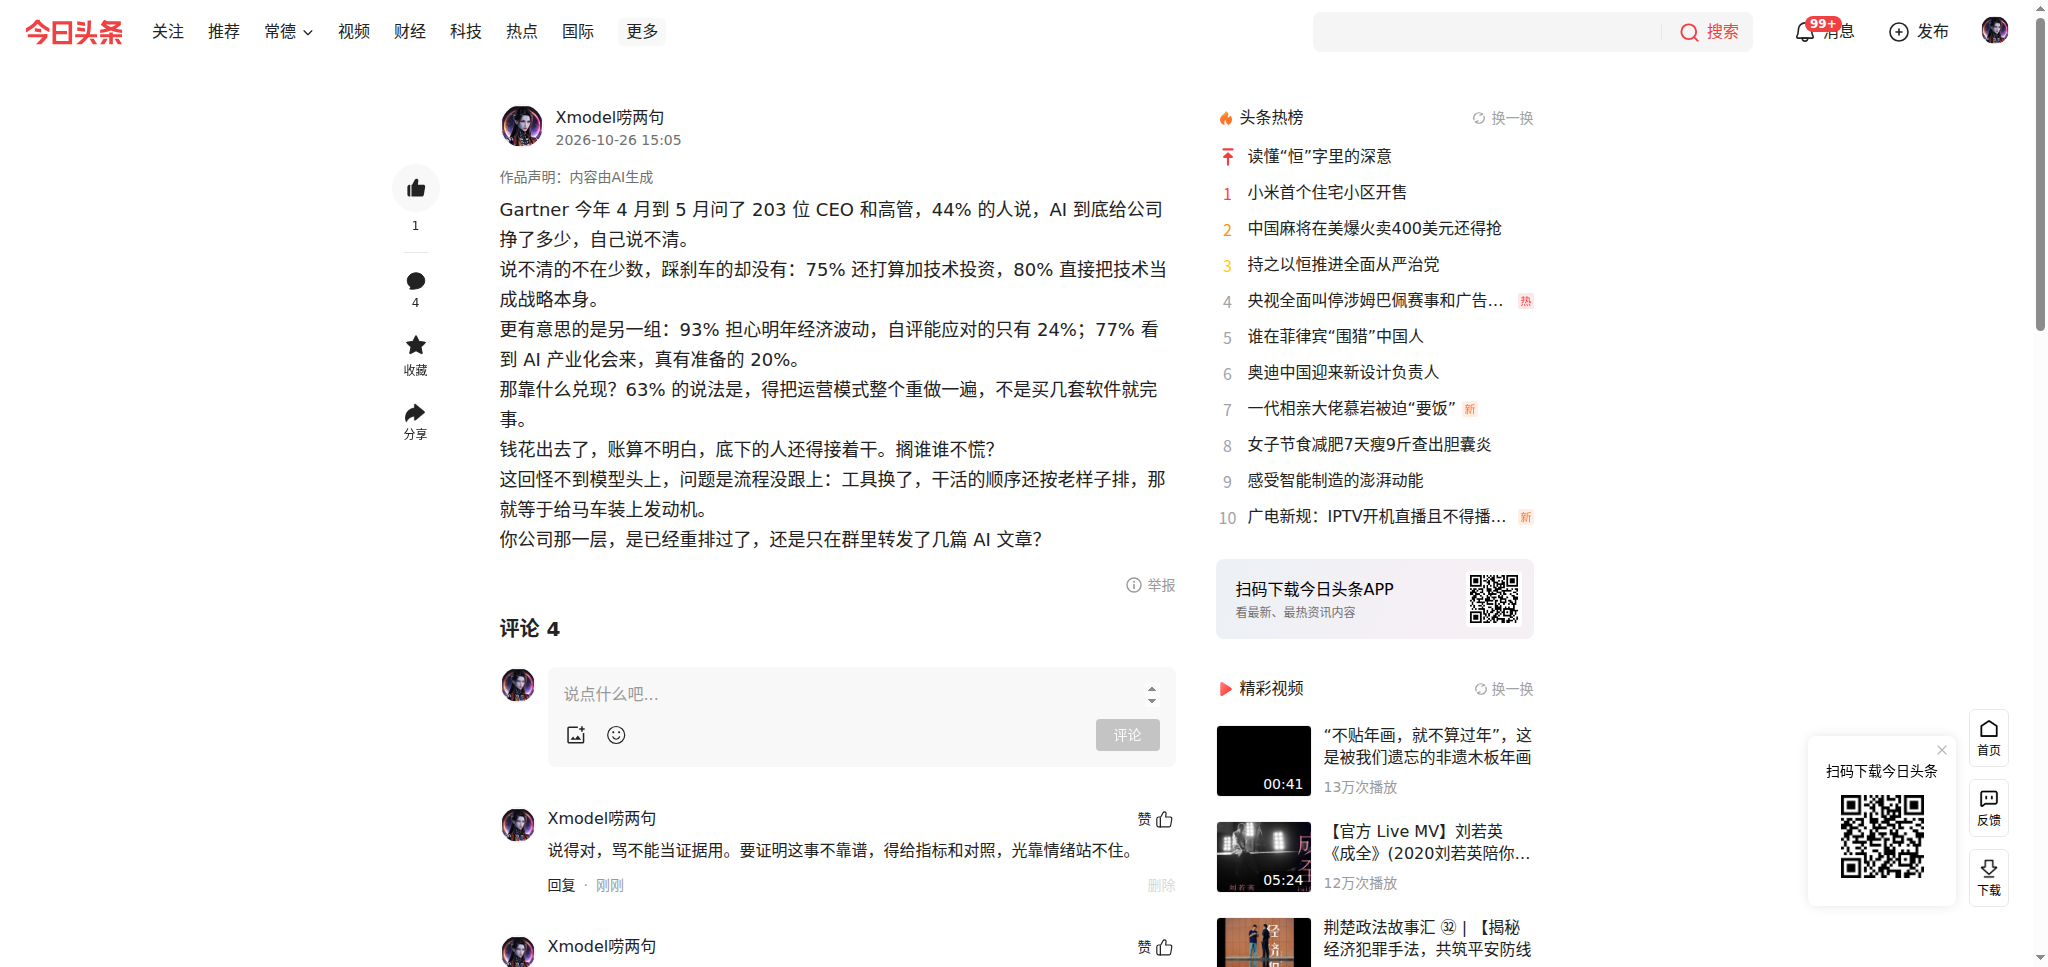 今日头条
关注 推荐 常德 视频 财经 科技 热点 国际 更多
搜索
99+
消息
发布
Xmodel唠两句
2026-10-26 15:05
作品声明：内容由AI生成
Gartner 今年 4 月到 5 月问了 203 位 CEO 和高管，44% 的人说，AI 到底给公司
挣了多少，自己说不清。
说不清的不在少数，踩刹车的却没有：75% 还打算加技术投资，80% 直接把技术当
成战略本身。
更有意思的是另一组：93% 担心明年经济波动，自评能应对的只有 24%；77% 看
到 AI 产业化会来，真有准备的 20%。
那靠什么兑现？63% 的说法是，得把运营模式整个重做一遍，不是买几套软件就完
事。
钱花出去了，账算不明白，底下的人还得接着干。搁谁谁不慌？
这回怪不到模型头上，问题是流程没跟上：工具换了，干活的顺序还按老样子排，那
就等于给马车装上发动机。
你公司那一层，是已经重排过了，还是只在群里转发了几篇 AI 文章？
1
4
收藏
分享
举报
评论 4
说点什么吧...
评论
Xmodel唠两句
赞
说得对，骂不能当证据用。要证明这事不靠谱，得给指标和对照，光靠情绪站不住。
回复 · 刚刚
删除
Xmodel唠两句
赞
头条热榜
换一换
读懂“恒”字里的深意
1 小米首个住宅小区开售
2 中国麻将在美爆火卖400美元还得抢
3 持之以恒推进全面从严治党
4 央视全面叫停涉姆巴佩赛事和广告... 热
5 谁在菲律宾“围猎”中国人
6 奥迪中国迎来新设计负责人
7 一代相亲大佬慕岩被迫“要饭” 新
8 女子节食减肥7天瘦9斤查出胆囊炎
9 感受智能制造的澎湃动能
10 广电新规：IPTV开机直播且不得播... 新
扫码下载今日头条APP
看最新、最热资讯内容
精彩视频
换一换
00:41
“不贴年画，就不算过年”，这
是被我们遗忘的非遗木板年画
13万次播放
05:24
【官方 Live MV】刘若英
《成全》(2020刘若英陪你...
12万次播放
荆楚政法故事汇 ㉜ | 【揭秘
经济犯罪手法，共筑平安防线
扫码下载今日头条
首页
反馈
下载